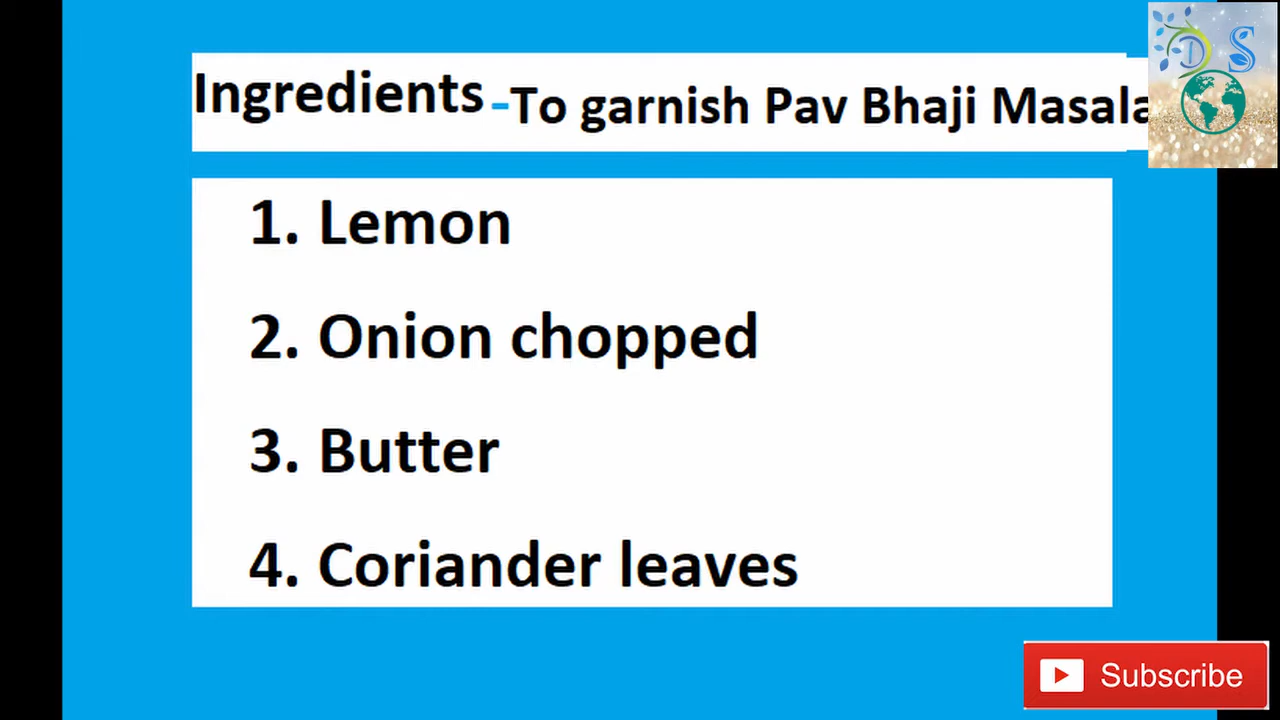 Ingredients -To garnish Pav Bhaji Masala
1. Lemon
2. Onion chopped
3. Butter
4. Coriander leaves
D S
Subscribe